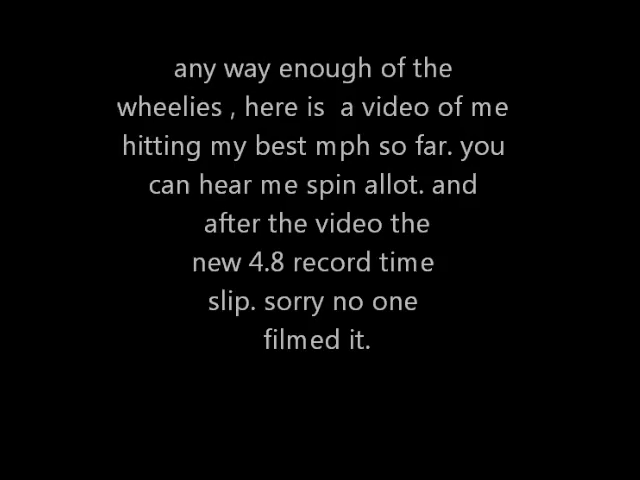 any way enough of the
wheelies , here is  a video of me
hitting my best mph so far. you
can hear me spin allot. and
after the video the
new 4.8 record time
slip. sorry no one
filmed it.